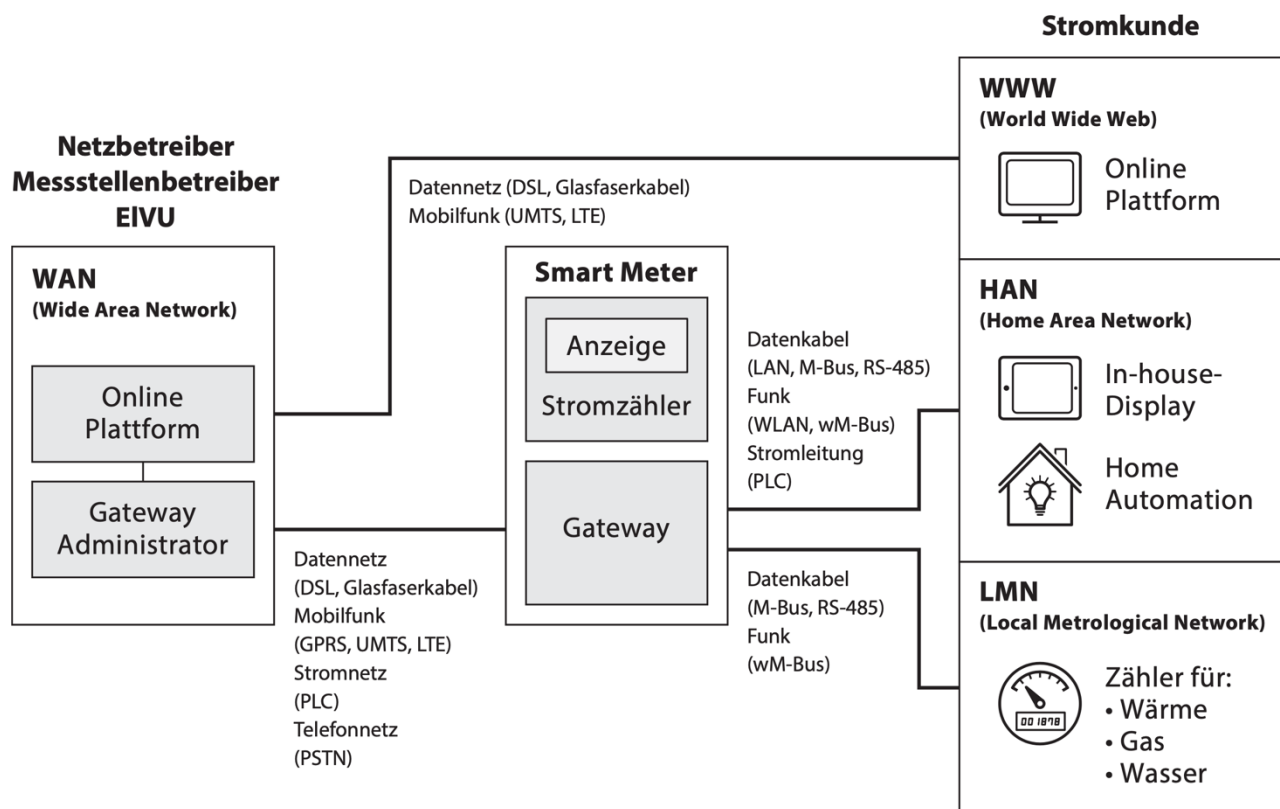 Stromkunde
Netzbetreiber
Messstellenbetreiber
ElVU
WAN
(Wide Area Network)
Online
Plattform
Gateway
Administrator
Datennetz (DSL, Glasfaserkabel)
Mobilfunk (UMTS, LTE)
Datennetz
(DSL, Glasfaserkabel)
Mobilfunk
(GPRS, UMTS, LTE)
Stromnetz
(PLC)
Telefonnetz
(PSTN)
Smart Meter
Anzeige
Stromzähler
Gateway
Datenkabel
(LAN, M-Bus, RS-485)
Funk
(WLAN, wM-Bus)
Stromleitung
(PLC)
Datenkabel
(M-Bus, RS-485)
Funk
(wM-Bus)
WWW
(World Wide Web)
Online
Plattform
HAN
(Home Area Network)
In-house-
Display
Home
Automation
LMN
(Local Metrological Network)
001878
Zähler für:
• Wärme
• Gas
• Wasser